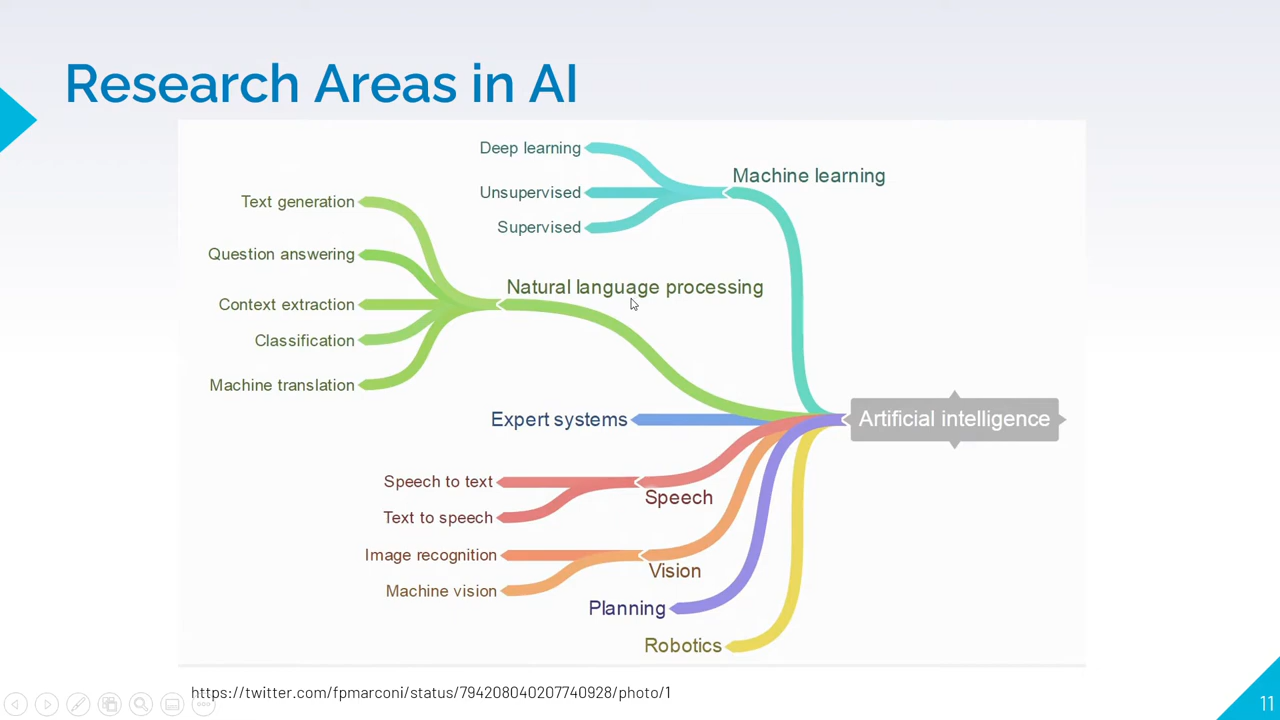 Research Areas in AI
Deep learning
Unsupervised
Supervised
Machine learning
Text generation
Question answering
Context extraction
Classification
Machine translation
Natural language processing
Expert systems
Artificial intelligence
Speech to text
Text to speech
Speech
Image recognition
Machine vision
Vision
Planning
Robotics
https://twitter.com/fpmarconi/status/794208040207740928/photo/1
11